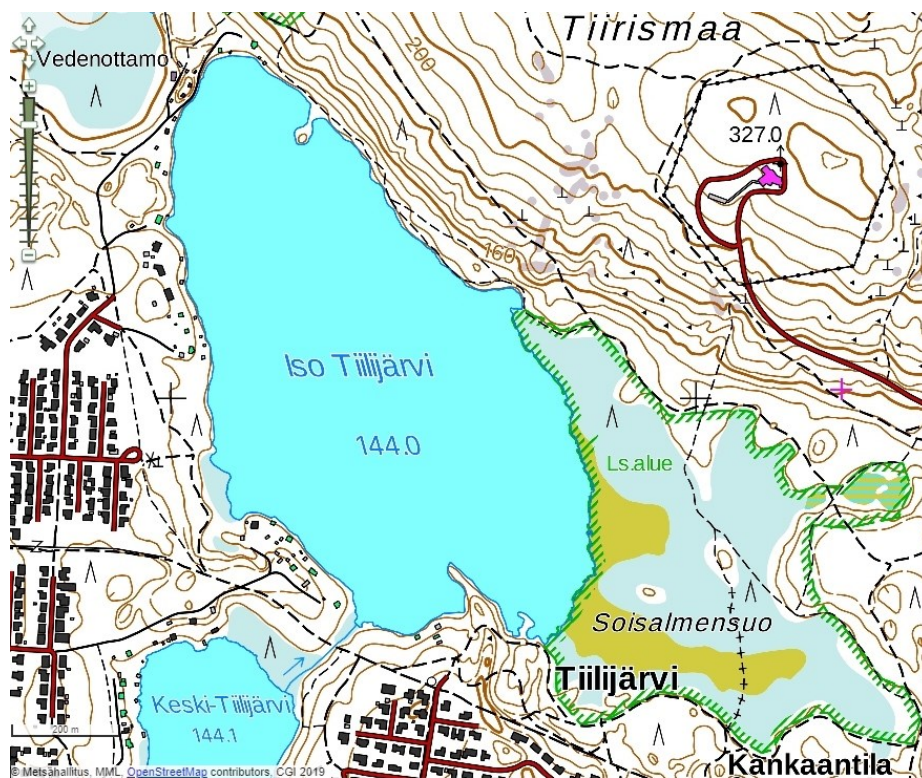 Tiirismaa
Vedenottamo
200
327.0
160
Iso Tiilijärvi
144.0
Ls.alue
Soisalmensuo
Tiilijärvi
Keski-Tiilijärvi
144.1
200 m
Kankaantila
© Metsähallitus, MML, OpenStreetMap contributors, CGI 2019